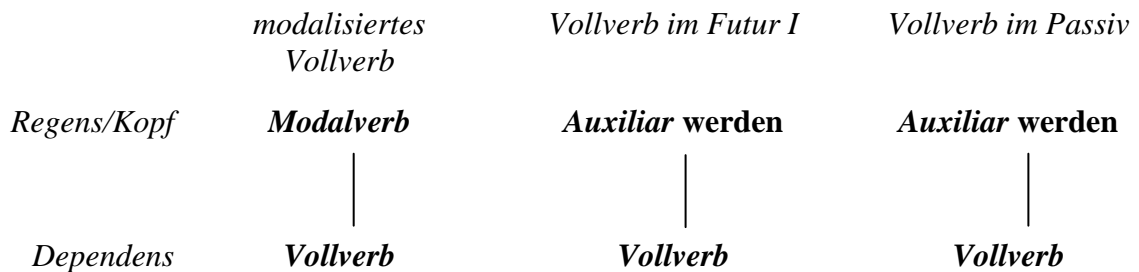 modalisiertes Vollverb im Futur I Vollverb im Passiv
Vollverb
Regens/Kopf Modalverb Auxiliar werden Auxiliar werden
Dependens Vollverb Vollverb Vollverb